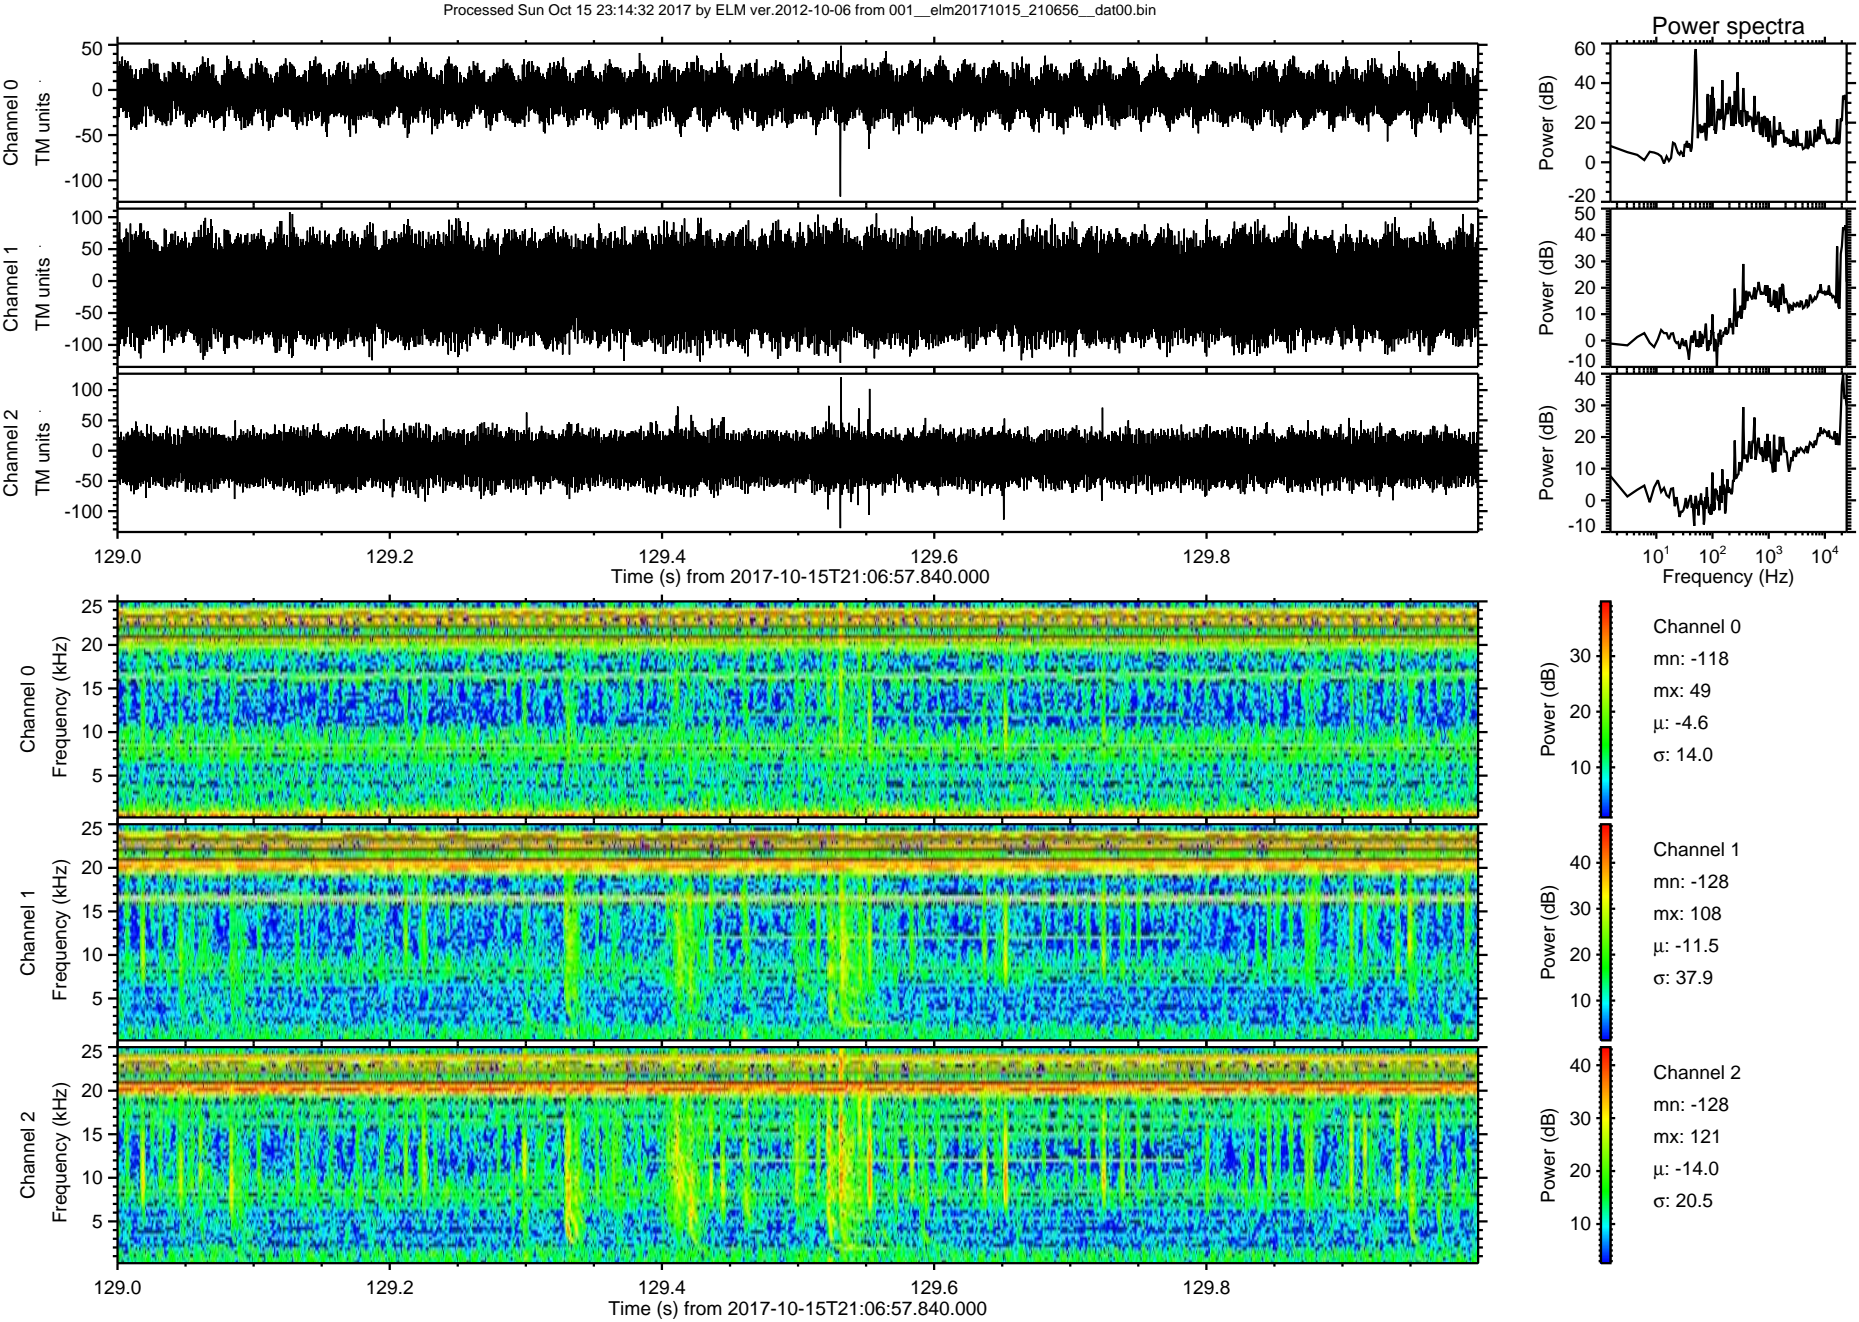 Processed Sun Oct 15 23:14:32 2017 by ELM ver.2012-10-06 from 001__elm20171015_210656__dat00.bin
Power spectra
Channel 0
TM units
50
0
-50
-100
Power (dB)
60
40
20
0
-20
Channel 1
TM units
100
50
0
-50
-100
Power (dB)
50
40
30
20
10
0
-10
Channel 2
TM units
100
50
0
-50
-100
Power (dB)
40
30
20
10
0
-10
129.0 129.2 129.4 129.6 129.8
Time (s) from 2017-10-15T21:06:57.840.000
10¹ 10² 10³ 10⁴
Frequency (Hz)
Channel 0
Frequency (kHz)
25
20
15
10
5
Power (dB)
30
20
10
Channel 0
mn: -118
mx: 49
μ: -4.6
σ: 14.0
Channel 1
Frequency (kHz)
25
20
15
10
5
Power (dB)
40
30
20
10
Channel 1
mn: -128
mx: 108
μ: -11.5
σ: 37.9
Channel 2
Frequency (kHz)
25
20
15
10
5
Power (dB)
40
30
20
10
Channel 2
mn: -128
mx: 121
μ: -14.0
σ: 20.5
129.0 129.2 129.4 129.6 129.8
Time (s) from 2017-10-15T21:06:57.840.000